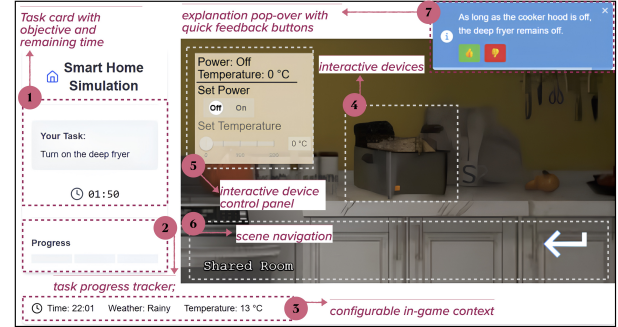 Task card with
objective and
remaining time
explanation pop-over with
quick feedback buttons
7
As long as the cooker hood is off,
the deep fryer remains off.
Smart Home
Simulation
1
Your Task:
Turn on the deep fryer
01:50
Power: Off
Temperature: 0 °C
Set Power
Off On
Set Temperature
0 °C
interactive devices
4
5
interactive device
control panel
2
6
scene navigation
Progress
Shared Room
task progress tracker;
Time: 22:01 Weather: Rainy Temperature: 13 °C
3
configurable in-game context